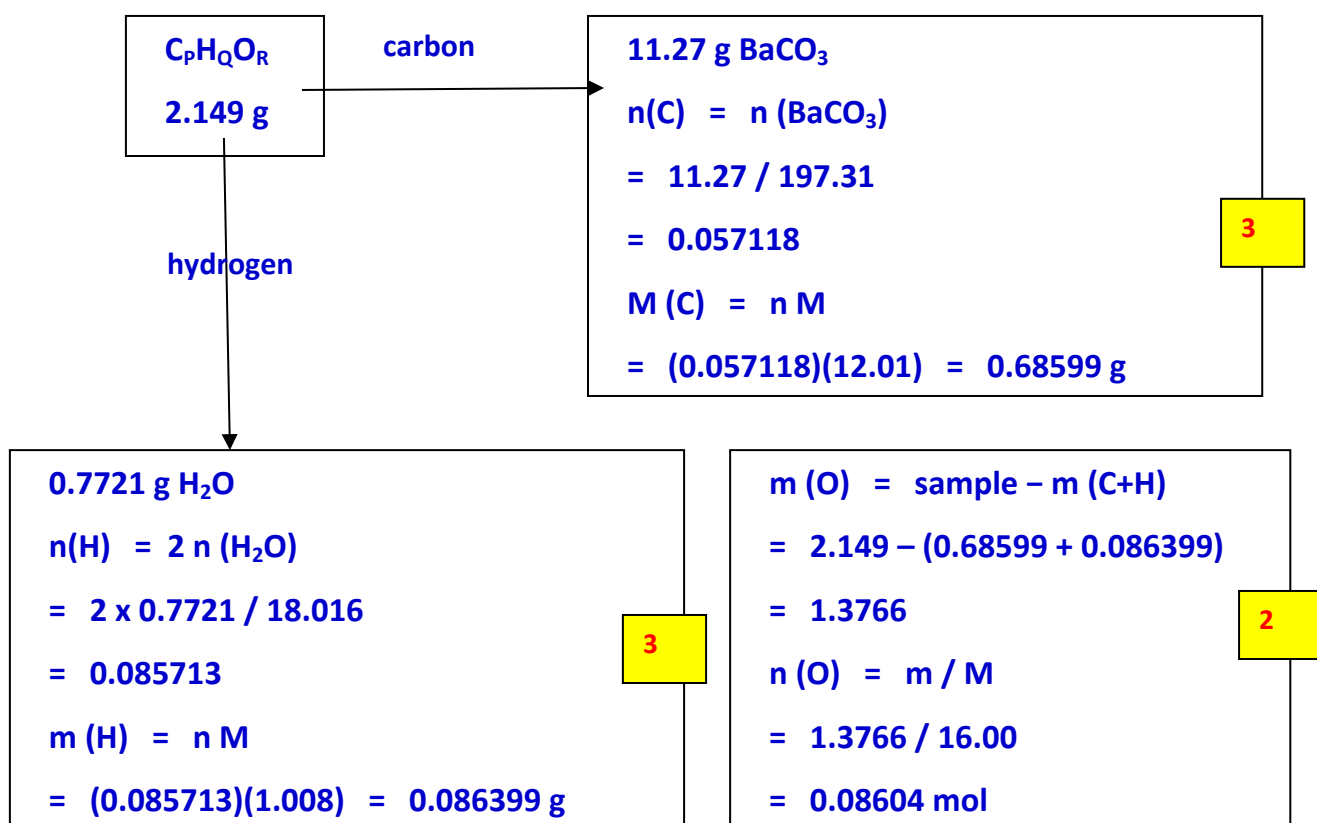 CₚH_QO_R
2.149 g
carbon
hydrogen
11.27 g BaCO₃
n(C) = n (BaCO₃)
= 11.27 / 197.31
= 0.057118
M (C) = n M
= (0.057118)(12.01) = 0.68599 g
3
0.7721 g H₂O
n(H) = 2 n (H₂O)
= 2 x 0.7721 / 18.016
= 0.085713
m (H) = n M
= (0.085713)(1.008) = 0.086399 g
3
m (O) = sample – m (C+H)
= 2.149 – (0.68599 + 0.086399)
= 1.3766
n (O) = m / M
= 1.3766 / 16.00
= 0.08604 mol
2